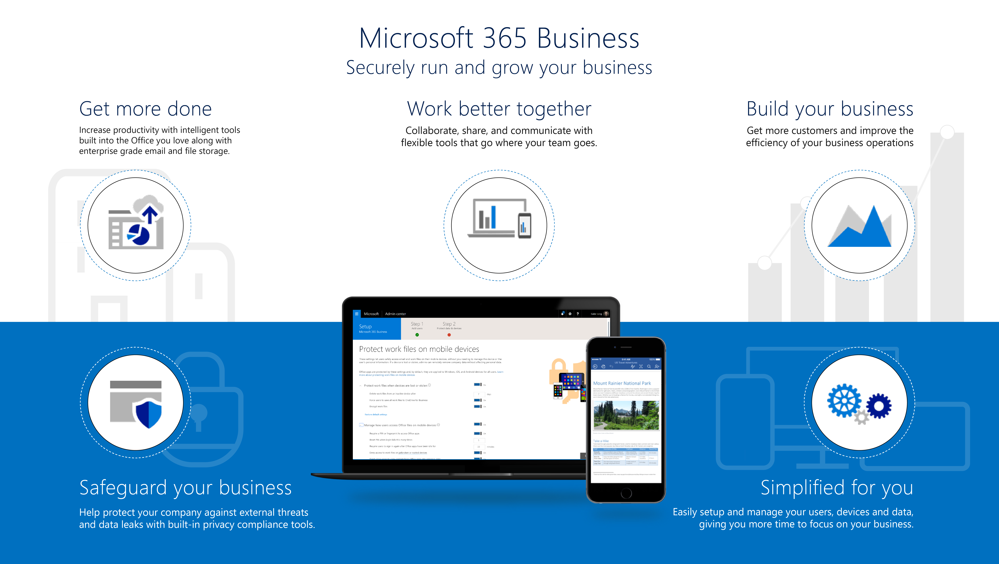 Microsoft 365 Business
Securely run and grow your business
Get more done
Increase productivity with intelligent tools
built into the Office you love along with
enterprise grade email and file storage.
Work better together
Collaborate, share, and communicate with
flexible tools that go where your team goes.
Build your business
Get more customers and improve the
efficiency of your business operations
Microsoft Admin center
? Gabe Long
Setup
Microsoft 365 Business
Step 1
Add users
Step 2
Protect data & devices
Protect work files on mobile devices
These settings let users safely access email and work files on their mobile devices, without you needing to manage the device or the
user's personal information. If a device is lost or stolen, admins can remotely remove company data without affecting personal data.
Office apps are protected by these settings and, by default, they are applied to Windows, iOS, and Android devices for all users. Learn
more about protecting work files on mobile devices
Protect work files when devices are lost or stolen On
Delete work files from an inactive device after 7 days
Force users to save all work files to OneDrive for Business On
Encrypt work files On
Restore default settings
Manage how users access Office files on mobile devices On
Require a PIN or fingerprint to access Office apps On
Reset PIN when login fails this many times 5
Require users to sign in again after Office apps have been idle for 30 minutes
Deny access to work files on jailbroken or rooted devices On
9:41 AM 100%
US Travel Adventures
Mount Rainier National Park
Take a Hike
Safeguard your business
Help protect your company against external threats
and data leaks with built-in privacy compliance tools.
Simplified for you
Easily setup and manage your users, devices and data,
giving you more time to focus on your business.